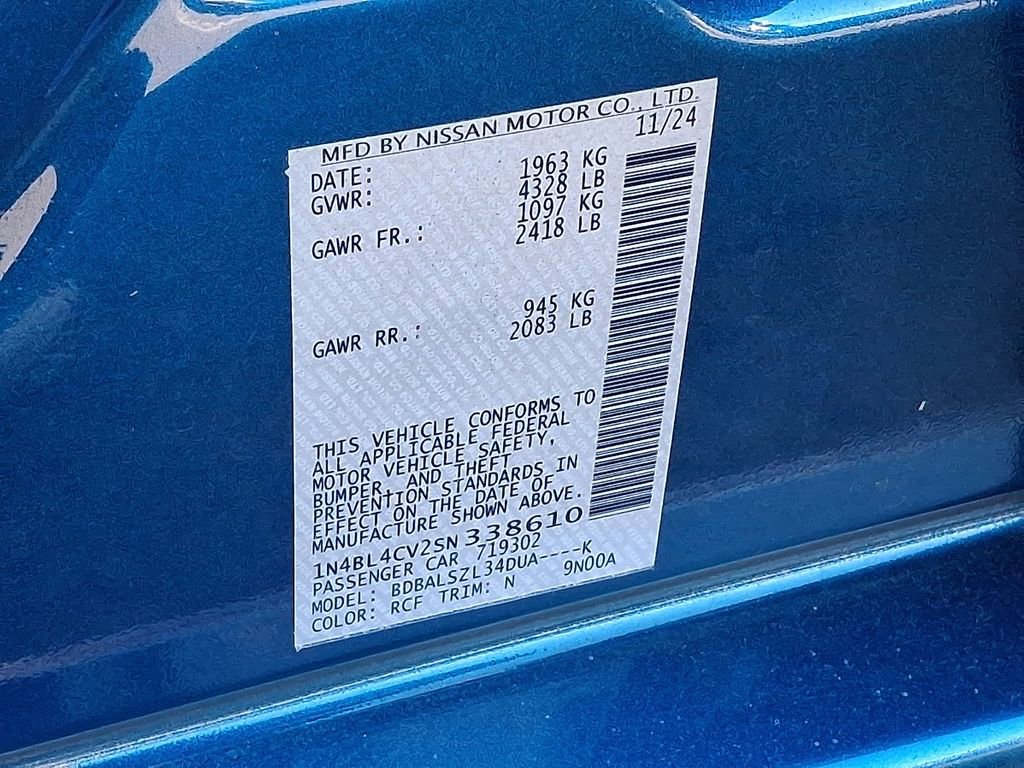 MFD BY NISSAN MOTOR CO., LTD.
DATE: 11/24
GVWR: 1963 KG
4328 LB
GAWR FR.: 1097 KG
2418 LB
GAWR RR.: 945 KG
2083 LB
THIS VEHICLE CONFORMS TO
ALL APPLICABLE FEDERAL
MOTOR VEHICLE SAFETY,
BUMPER, AND THEFT
PREVENTION STANDARDS IN
EFFECT ON THE DATE OF
MANUFACTURE SHOWN ABOVE.
1N4BL4CV2SN338610
PASSENGER CAR 719302
MODEL: BDBALSZL34DUA----K
COLOR: RCF TRIM: N 9N00A